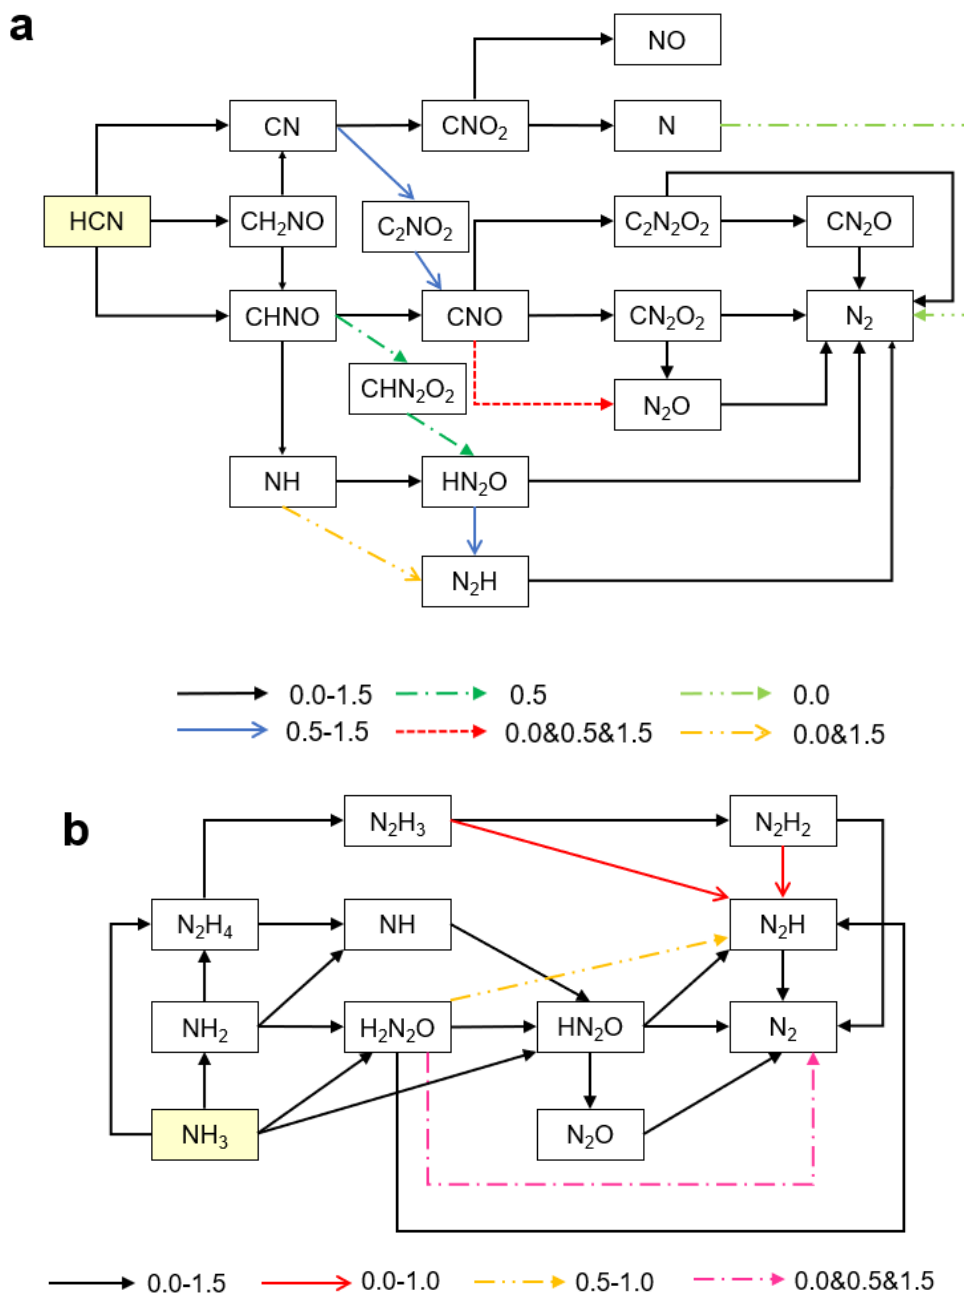 a
NO
CN
CNO₂
N
HCN
CH₂NO
C₂NO₂
C₂N₂O₂
CN₂O
CHNO
CNO
CN₂O₂
N₂
CHN₂O₂
N₂O
NH
HN₂O
N₂H
0.0-1.5
0.5
0.0
0.5-1.5
0.0&0.5&1.5
0.0&1.5
b
N₂H₃
N₂H₂
N₂H₄
NH
N₂H
NH₂
H₂N₂O
HN₂O
N₂
NH₃
N₂O
0.0-1.5
0.0-1.0
0.5-1.0
0.0&0.5&1.5